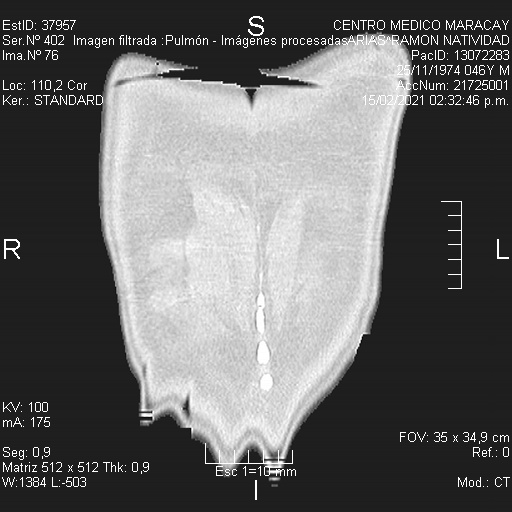 EstID: 37957
Ser.Nº 402 Imagen filtrada :Pulmón - Imágenes procesadas
Ima.Nº 76
Loc: 110,2 Cor
Ker.: STANDARD
S
CENTRO MEDICO MARACAY
ARIAS^RAMON NATIVIDAD
PacID: 13072283
25/11/1974 046Y M
AccNum: 21725001
15/02/2021 02:32:46 p.m.
R
L
KV: 100
mA: 175
Seg: 0,9
Matriz 512 x 512 Thk: 0,9
W:1384 L:-503
Esc 1=10 mm
I
FOV: 35 x 34,9 cm
Ref.: 0
Mod.: CT